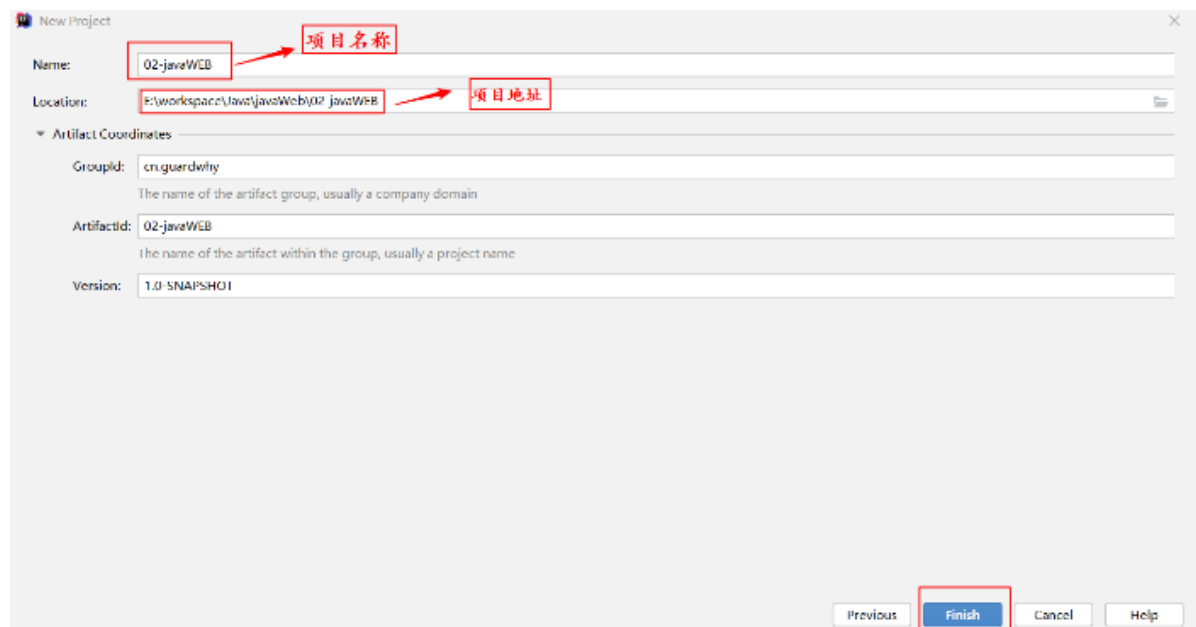 New Project
项目名称
Name: 02-javaWEB
项目地址
Location: E:\workspace\Java\javaWeb\02-javaWEB
Artifact Coordinates
GroupId: cn.guardwhy
The name of the artifact group, usually a company domain
ArtifactId: 02-javaWEB
The name of the artifact within the group, usually a project name
Version: 1.0-SNAPSHOT
Previous Finish Cancel Help